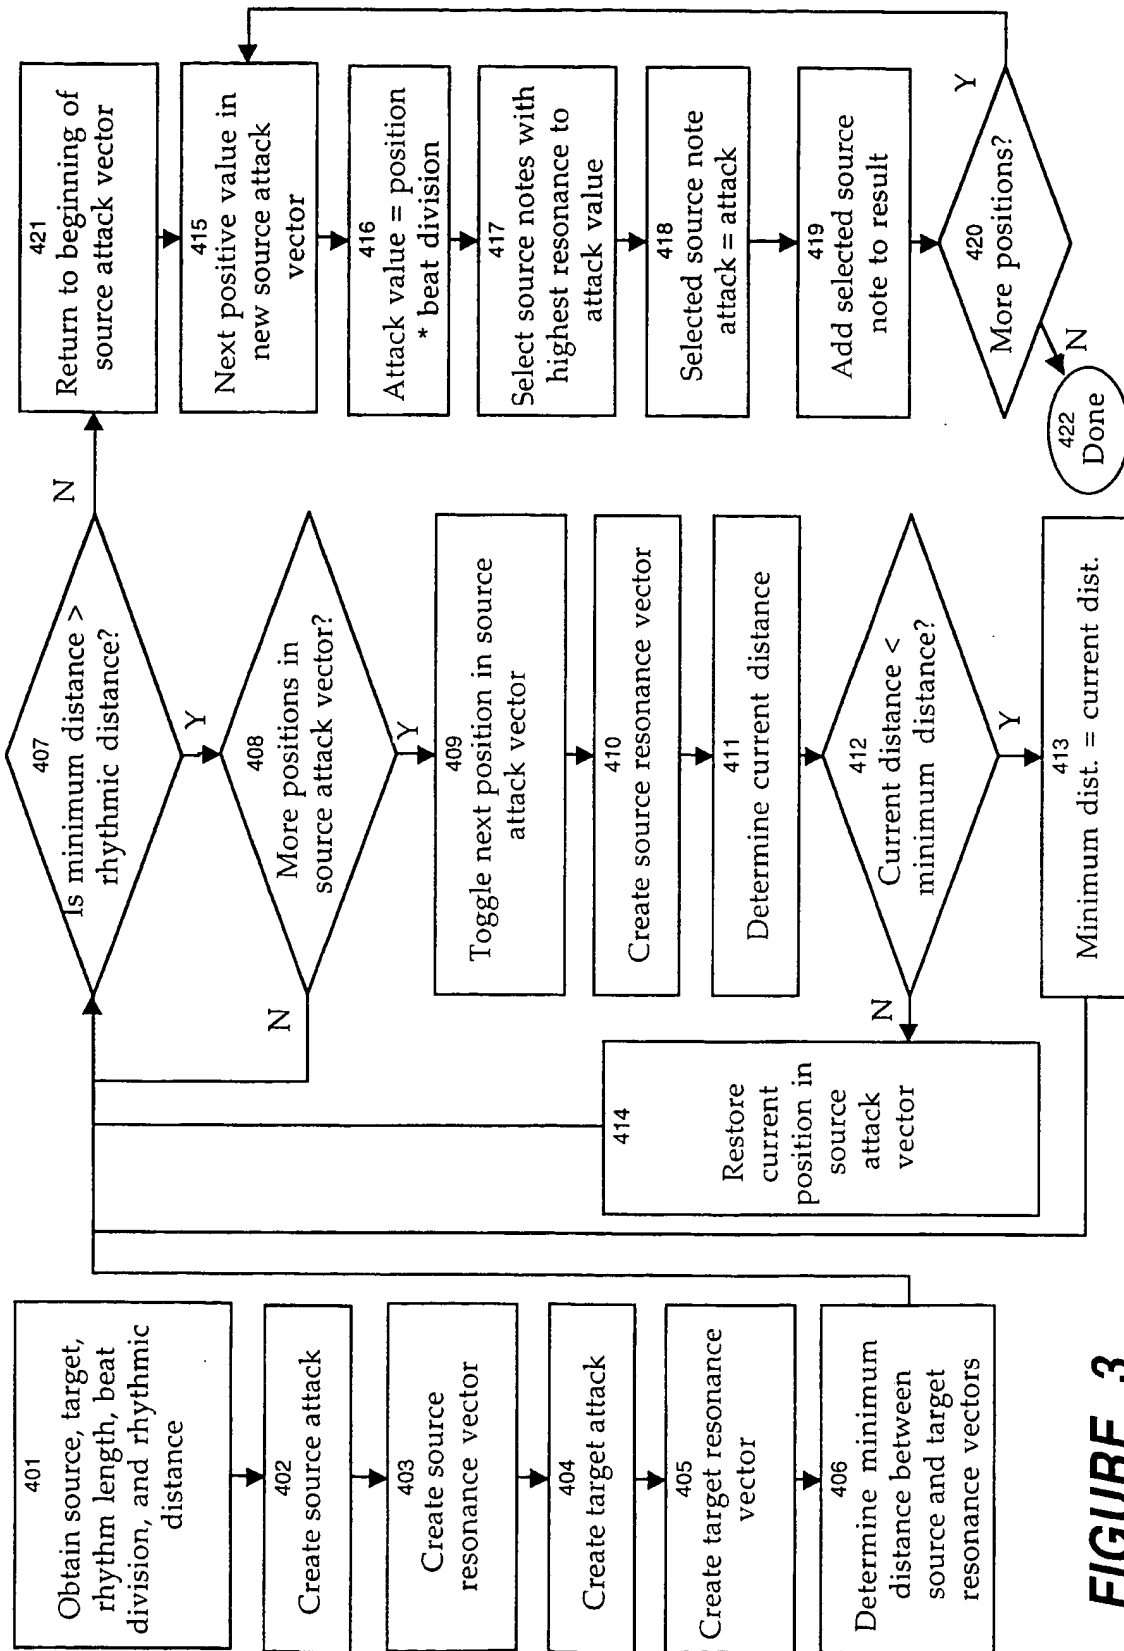 401
Obtain source, target,
rhythm length, beat
division, and rhythmic
distance
402
Create source attack
403
Create source
resonance vector
404
Create target attack
405
Create target resonance
vector
406
Determine minimum
distance between
source and target
resonance vectors
407
Is minimum distance >
rhythmic distance?
N
Y
408
More positions in
source attack vector?
N
Y
409
Toggle next position in source
attack vector
410
Create source resonance vector
411
Determine current distance
412
Current distance <
minimum distance?
N
Y
413
Minimum dist. = current dist.
414
Restore
current
position in
source
attack
vector
421
Return to beginning of
source attack vector
415
Next positive value in
new source attack
vector
416
Attack value = position
* beat division
417
Select source notes with
highest resonance to
attack value
418
Selected source note
attack = attack
419
Add selected source
note to result
420
More positions?
Y
N
422
Done
FIGURE 3